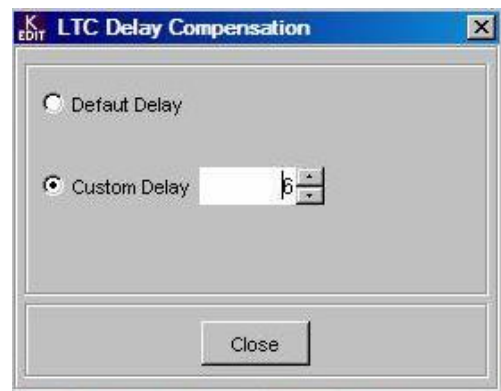 K EDIT LTC Delay Compensation
Defaut Delay
Custom Delay 6
Close